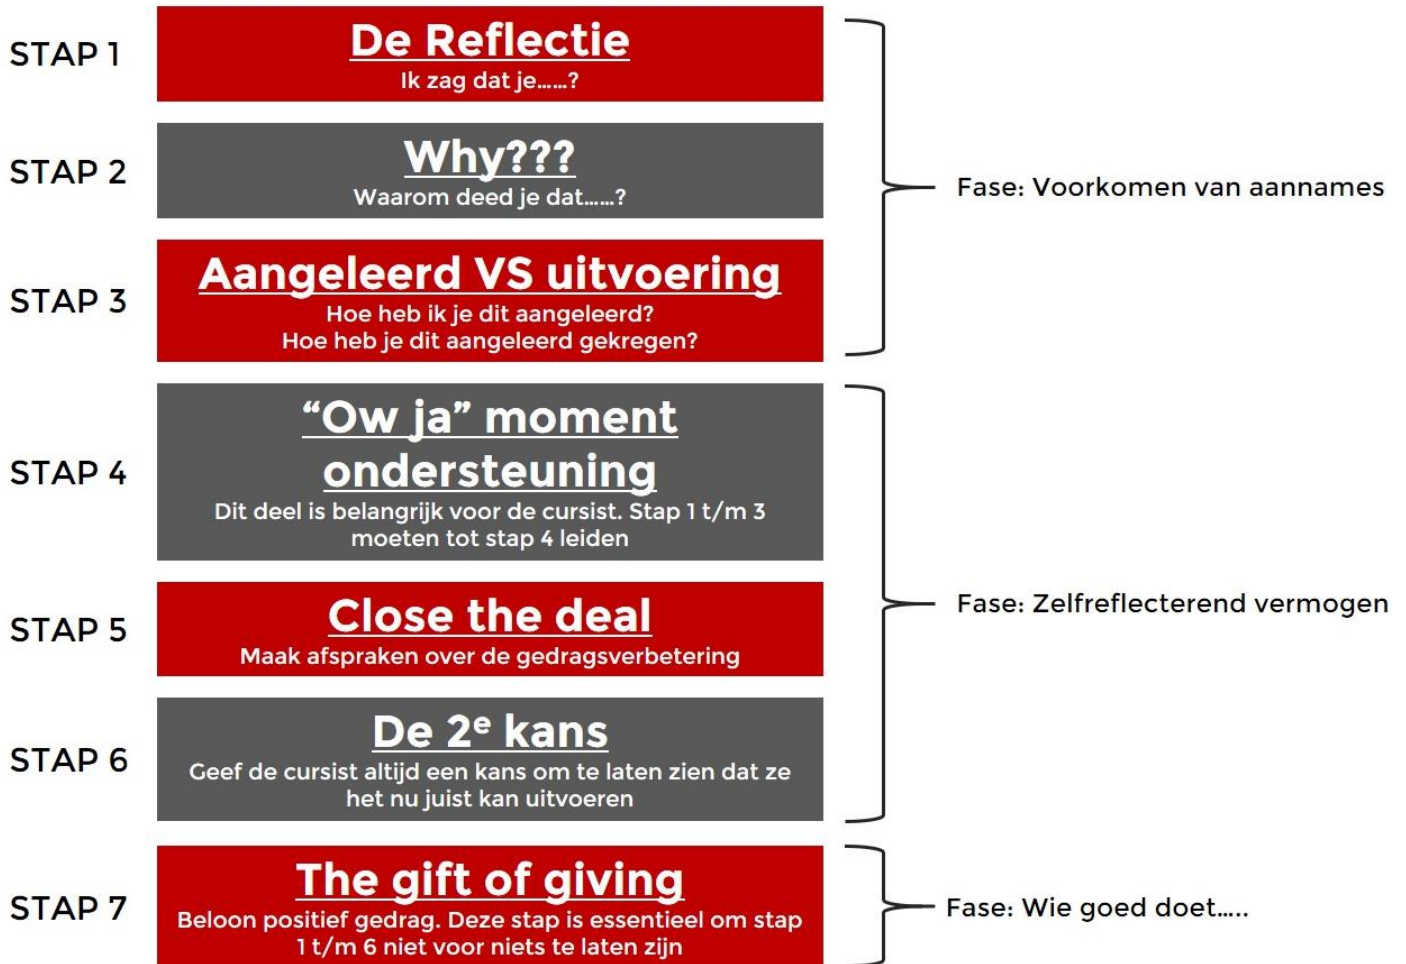 STAP 1
De Reflectie
Ik zag dat je......?
STAP 2
Why???
Waarom deed je dat......?
Fase: Voorkomen van aannames
STAP 3
Aangeleerd VS uitvoering
Hoe heb ik je dit aangeleerd?
Hoe heb je dit aangeleerd gekregen?
STAP 4
“Ow ja” moment
ondersteuning
Dit deel is belangrijk voor de cursist. Stap 1 t/m 3
moeten tot stap 4 leiden
STAP 5
Close the deal
Maak afspraken over de gedragsverbetering
Fase: Zelfreflecterend vermogen
STAP 6
De 2ᵉ kans
Geef de cursist altijd een kans om te laten zien dat ze
het nu juist kan uitvoeren
STAP 7
The gift of giving
Beloon positief gedrag. Deze stap is essentieel om stap
1 t/m 6 niet voor niets te laten zijn
Fase: Wie goed doet.....